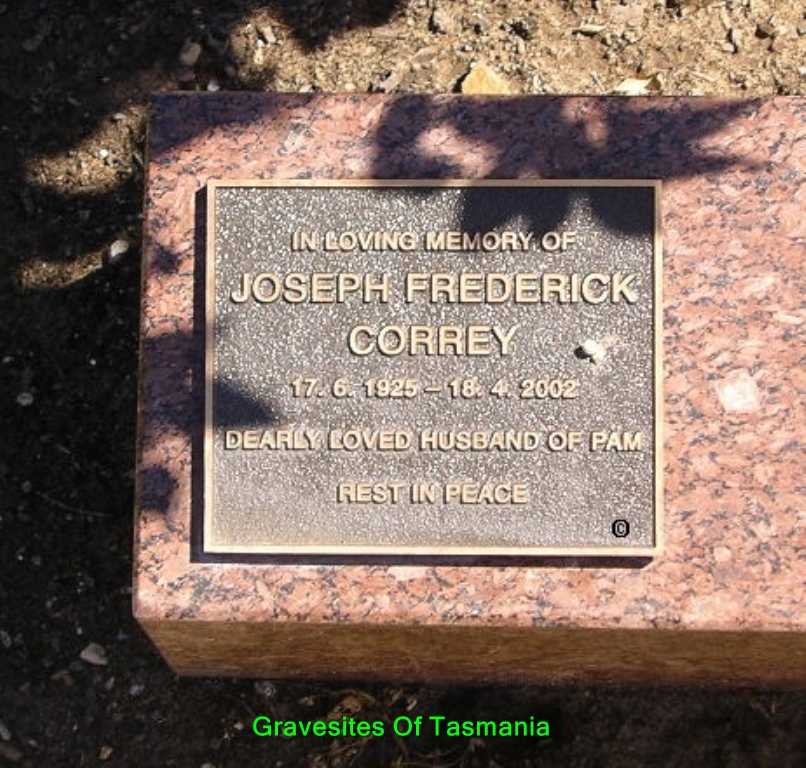 IN LOVING MEMORY OF
JOSEPH FREDERICK
CORREY
17. 6. 1925 – 18. 4. 2002
DEARLY LOVED HUSBAND OF PAM
REST IN PEACE
©
Gravesites Of Tasmania